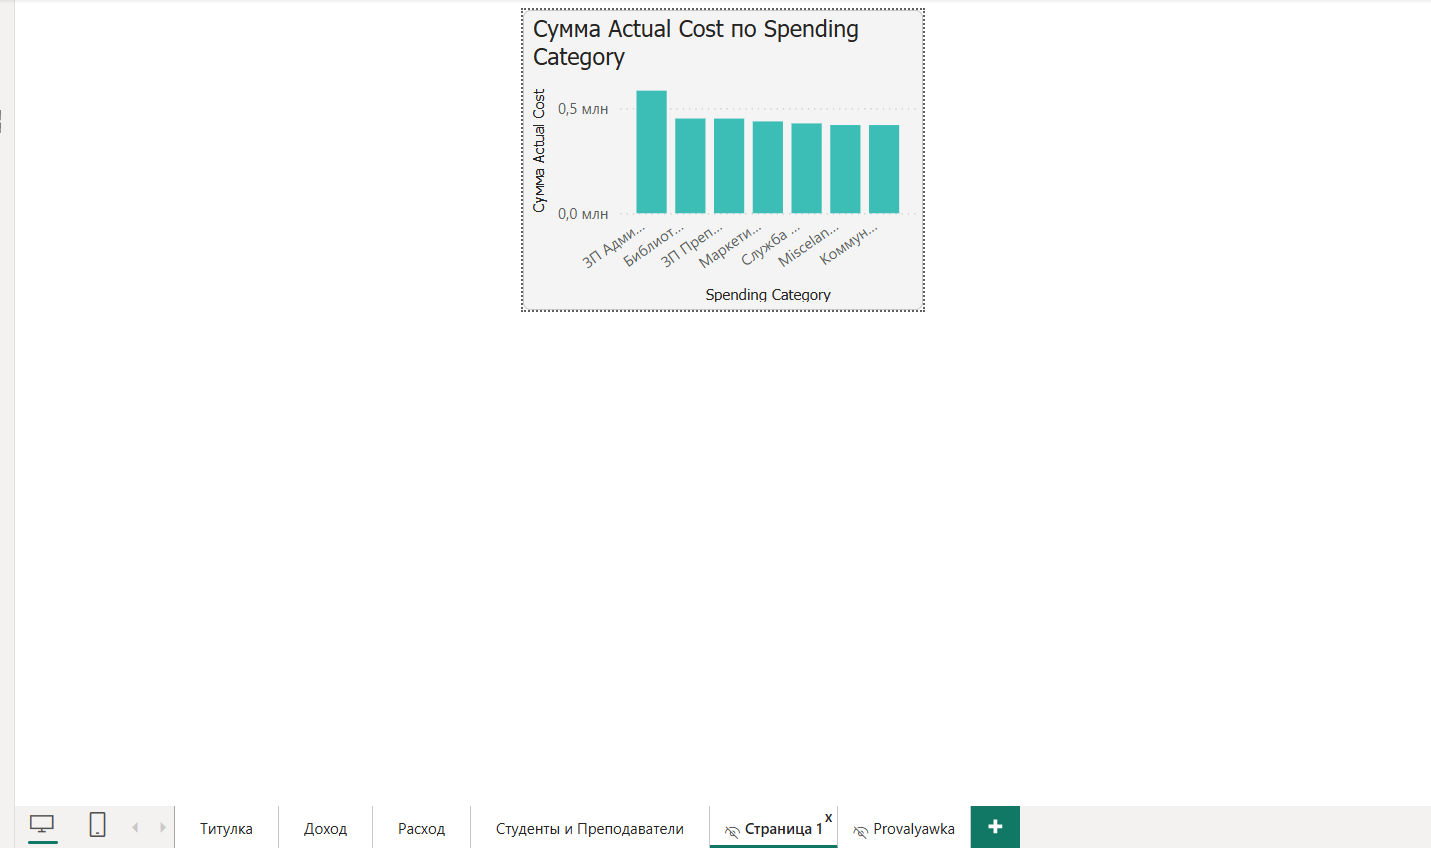 Сумма Actual Cost по Spending
Category
Сумма Actual Cost
0,5 млн
0,0 млн
ЗП Адми...
Библиот...
ЗП Преп...
Маркети...
Служба ...
Miscelan...
Коммун...
Spending Category
Титулка
Доход
Расход
Студенты и Преподаватели
Страница 1
x
Provalyawka
+